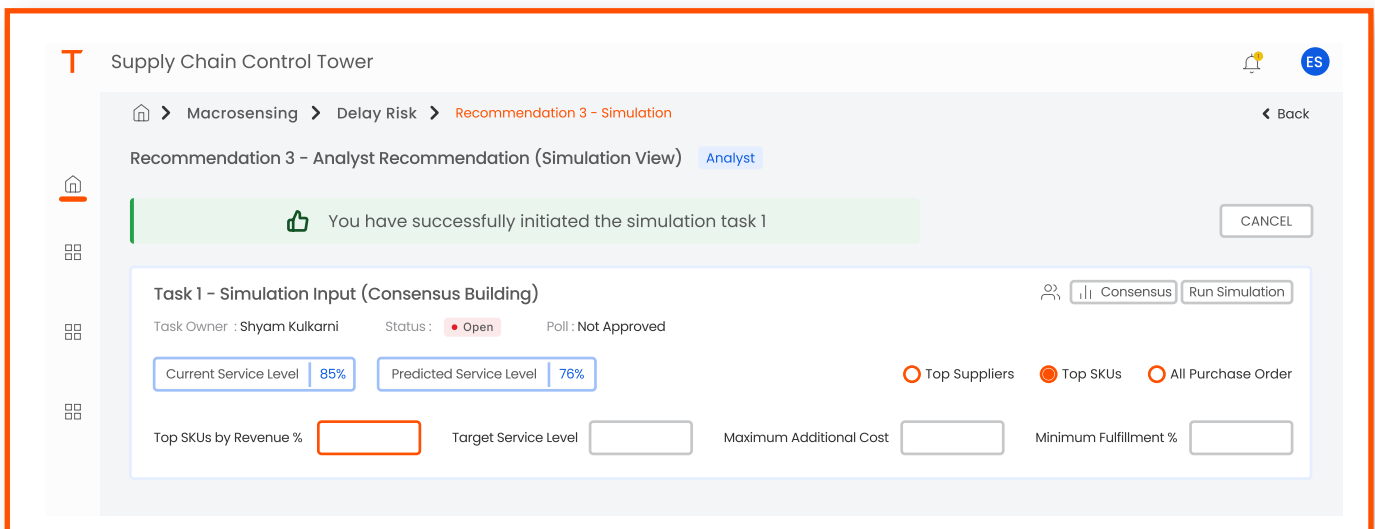 T Supply Chain Control Tower ES
Macrosensing Delay Risk Recommendation 3 - Simulation Back
Recommendation 3 - Analyst Recommendation (Simulation View) Analyst
You have successfully initiated the simulation task 1 CANCEL
Task 1 - Simulation Input (Consensus Building) Consensus Run Simulation
Task Owner : Shyam Kulkarni Status : Open Poll : Not Approved
Current Service Level 85% Predicted Service Level 76% Top Suppliers Top SKUs All Purchase Order
Top SKUs by Revenue % Target Service Level Maximum Additional Cost Minimum Fulfillment %